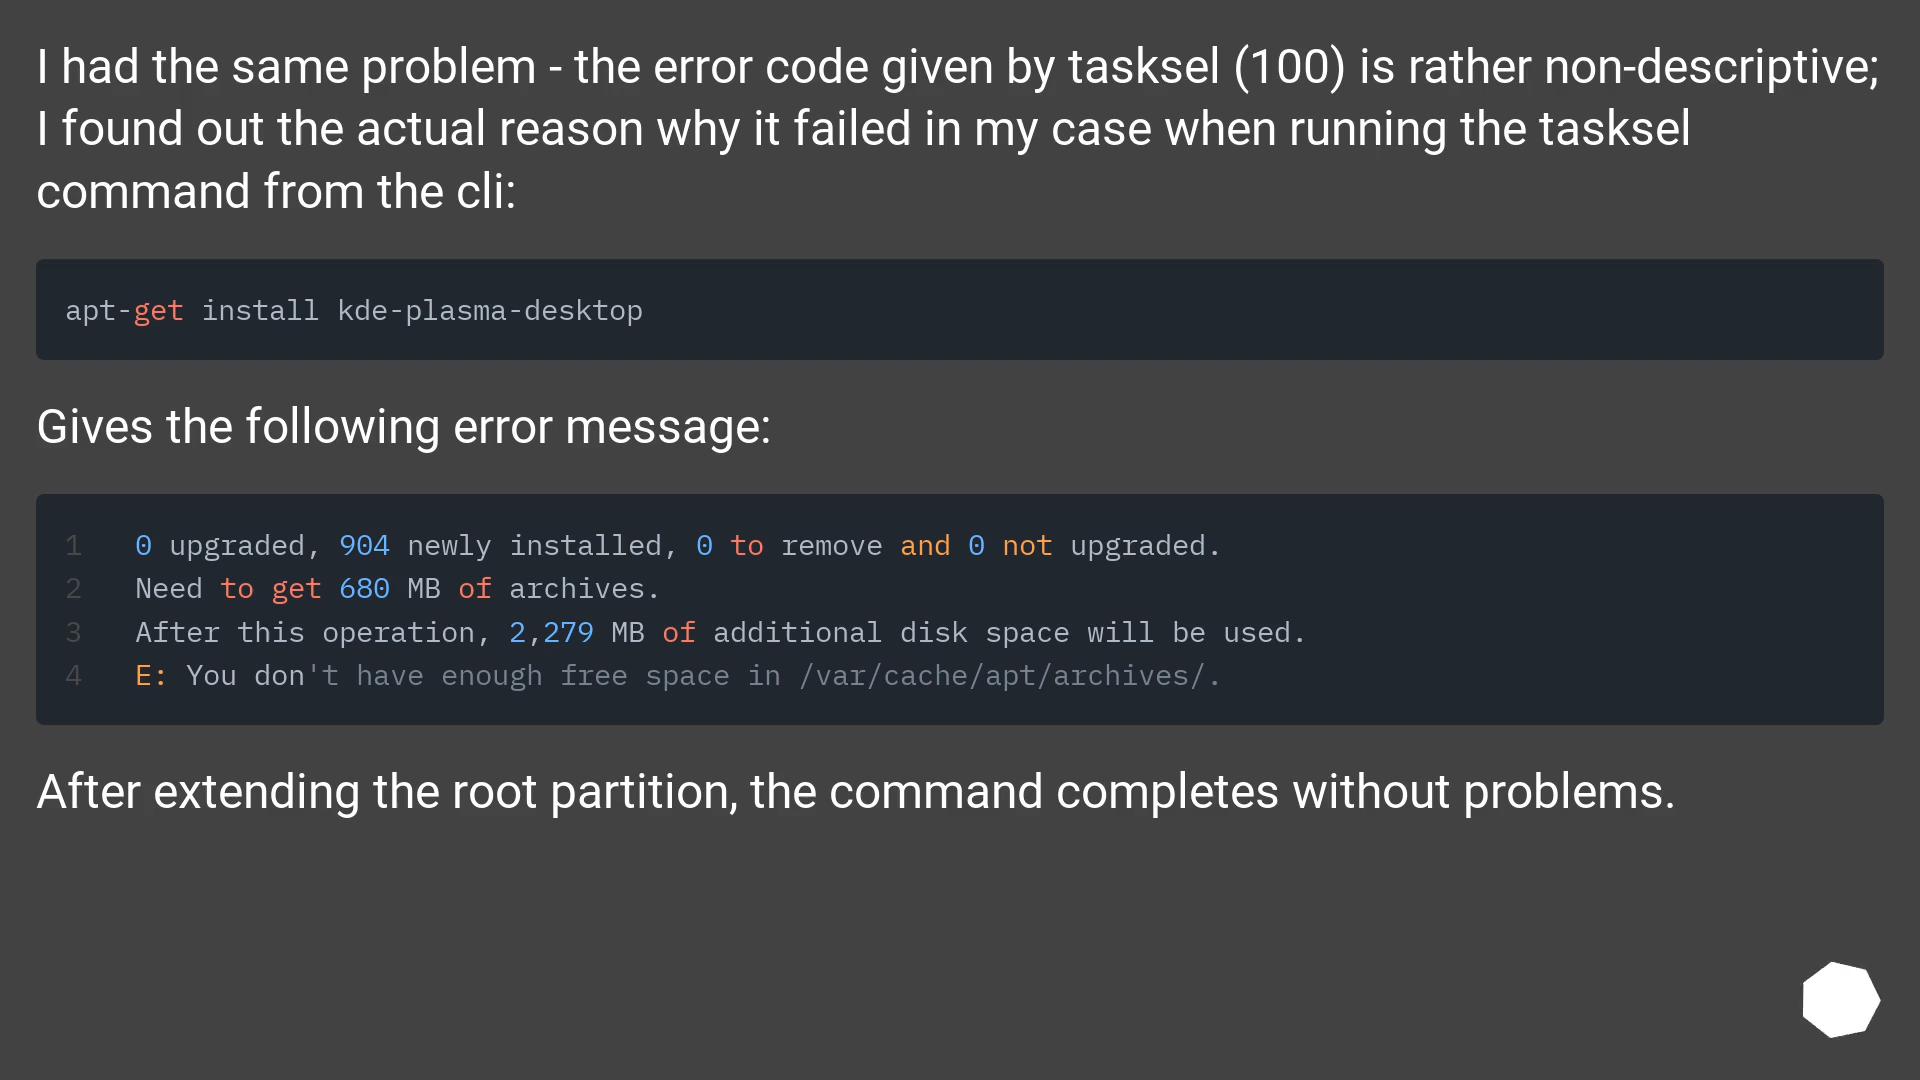 I had the same problem - the error code given by tasksel (100) is rather non-descriptive;
I found out the actual reason why it failed in my case when running the tasksel
command from the cli:
apt-get install kde-plasma-desktop
Gives the following error message:
1 0 upgraded, 904 newly installed, 0 to remove and 0 not upgraded.
2 Need to get 680 MB of archives.
3 After this operation, 2,279 MB of additional disk space will be used.
4 E: You don't have enough free space in /var/cache/apt/archives/.
After extending the root partition, the command completes without problems.